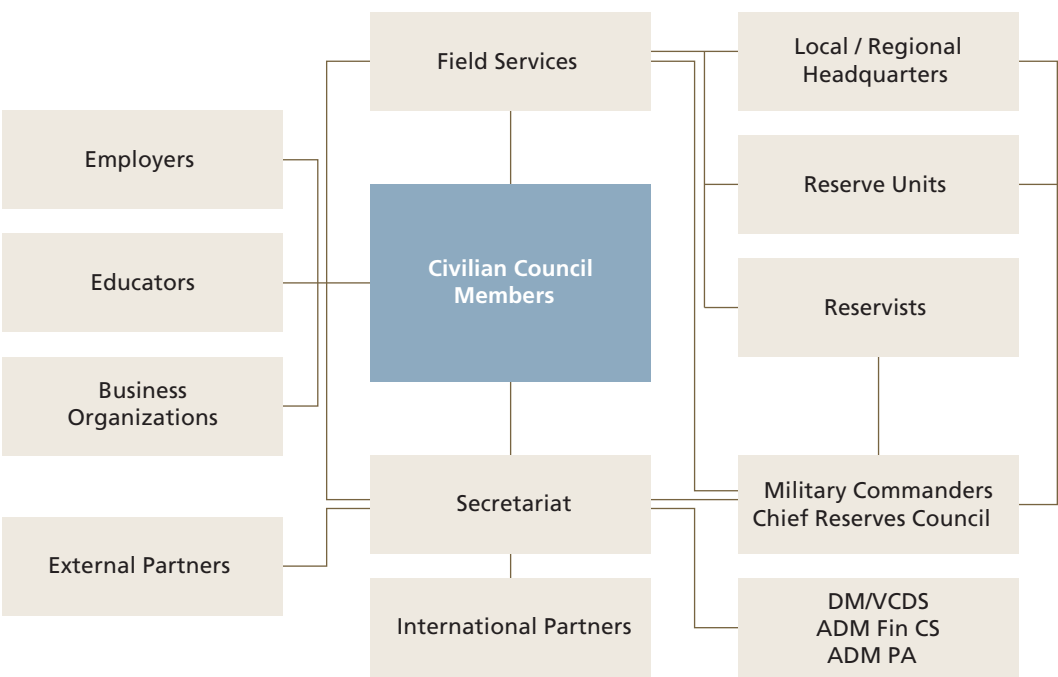 Field Services
Local / Regional
Headquarters
Employers
Reserve Units
Educators
Civilian Council
Members
Reservists
Business
Organizations
Secretariat
Military Commanders
Chief Reserves Council
External Partners
International Partners
DM/VCDS
ADM Fin CS
ADM PA